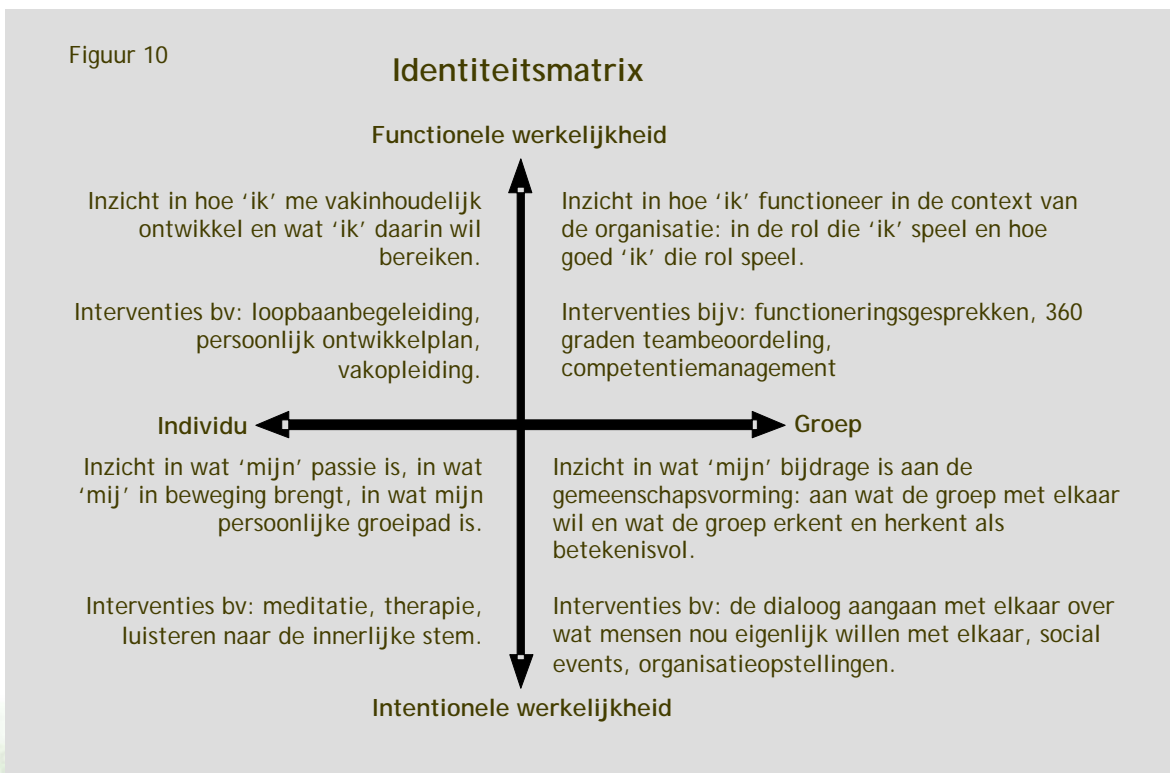 Figuur 10
Identiteitsmatrix
Functionele werkelijkheid
Inzicht in hoe ‘ik’ me vakinhoudelijk
ontwikkel en wat ‘ik’ daarin wil
bereiken.
Interventies bv: loopbaanbegeleiding,
persoonlijk ontwikkelplan,
vakopleiding.
Inzicht in hoe ‘ik’ functioneer in de context van
de organisatie: in de rol die ‘ik’ speel en hoe
goed ‘ik’ die rol speel.
Interventies bijv: functioneringsgesprekken, 360
graden teambeoordeling,
competentiemanagement
Individu
Groep
Inzicht in wat ‘mijn’ passie is, in wat
‘mij’ in beweging brengt, in wat mijn
persoonlijke groeipad is.
Interventies bv: meditatie, therapie,
luisteren naar de innerlijke stem.
Inzicht in wat ‘mijn’ bijdrage is aan de
gemeenschapsvorming: aan wat de groep met elkaar
wil en wat de groep erkent en herkent als
betekenisvol.
Interventies bv: de dialoog aangaan met elkaar over
wat mensen nou eigenlijk willen met elkaar, social
events, organisatieopstellingen.
Intentionele werkelijkheid